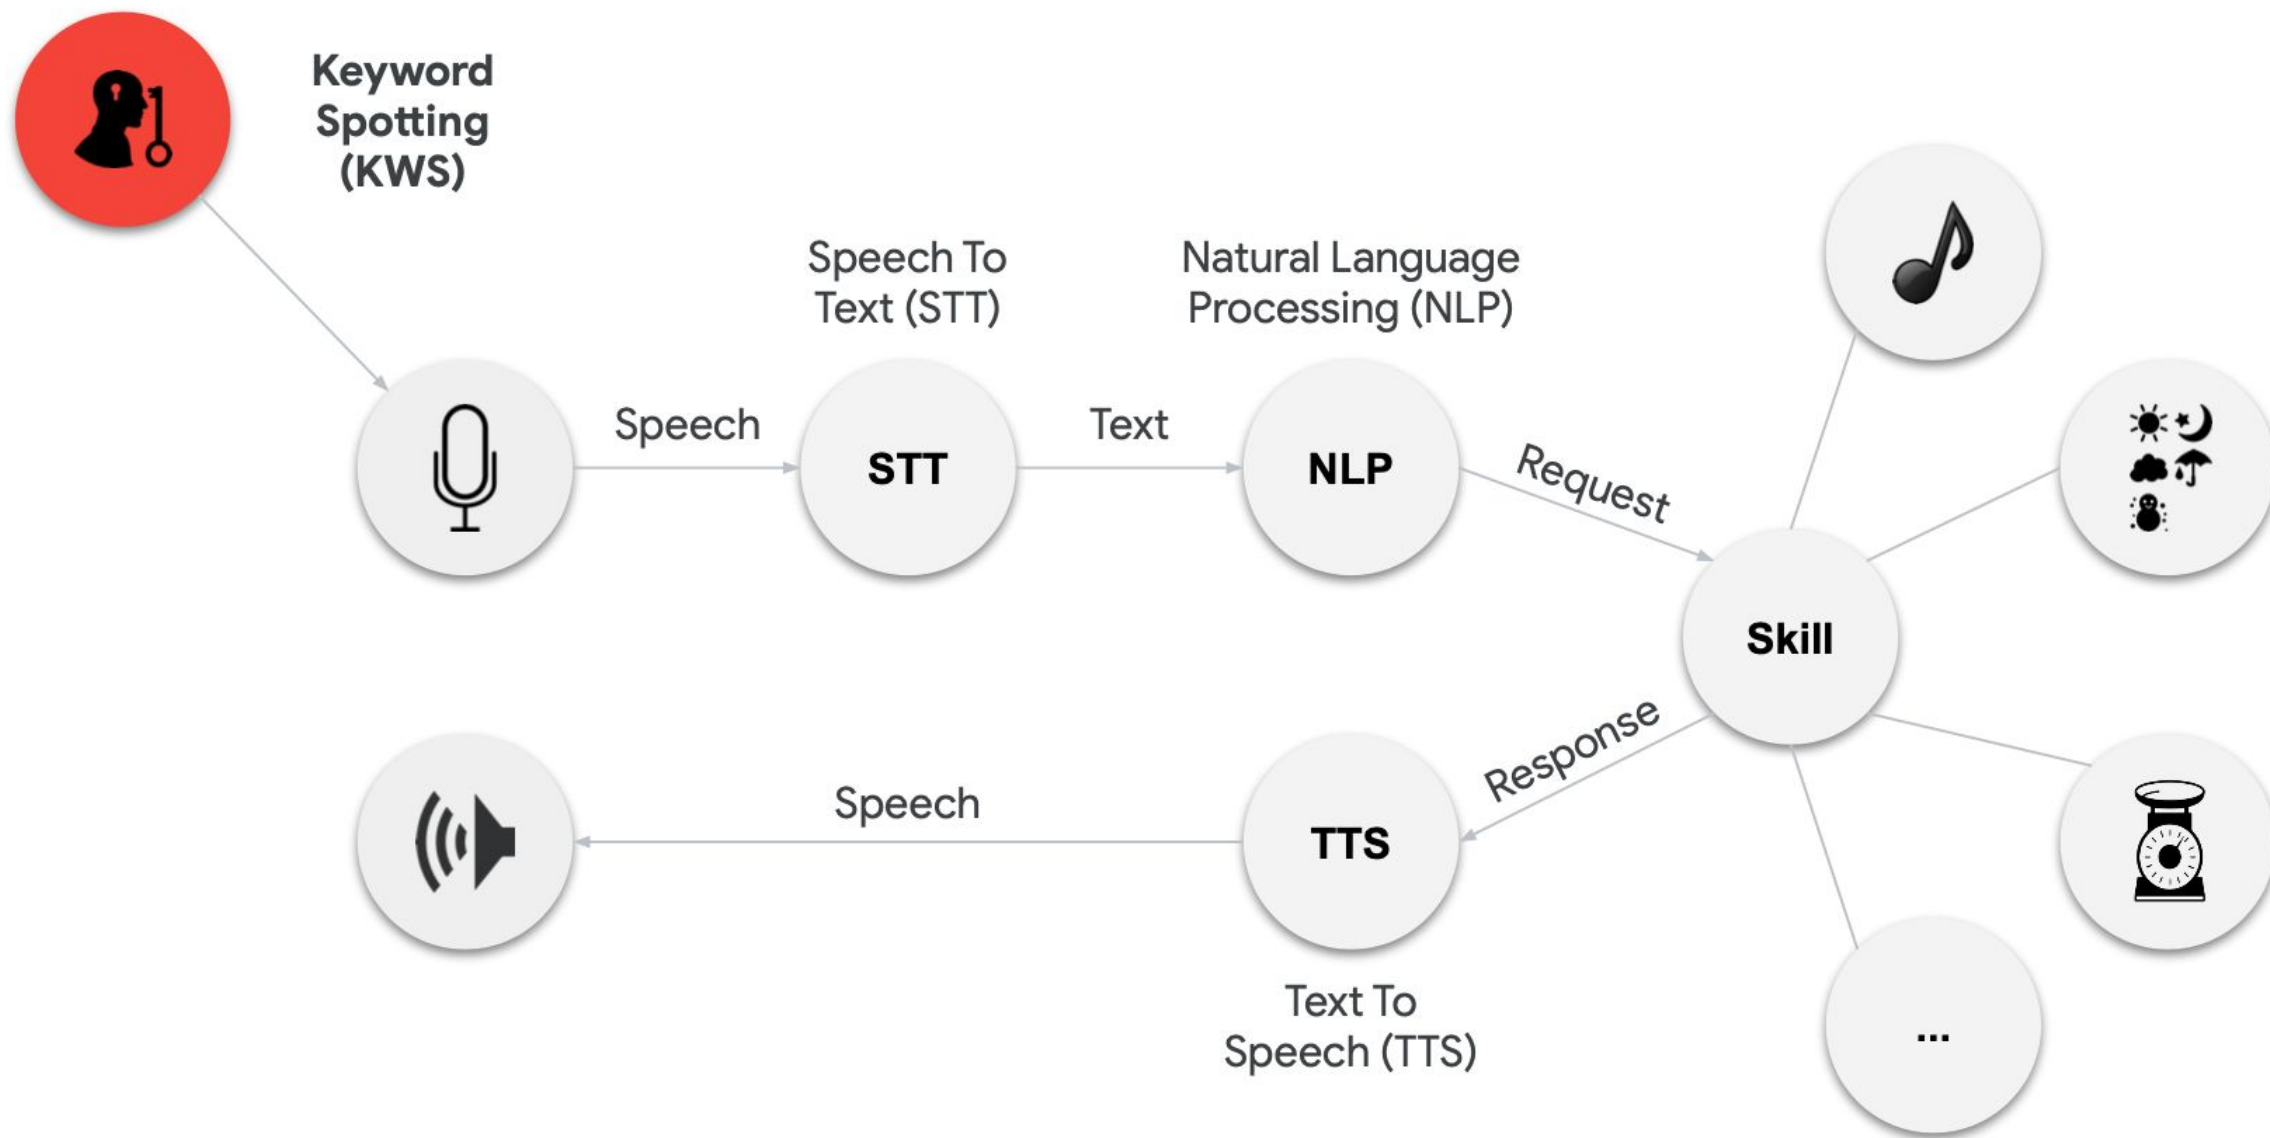 Keyword
Spotting
(KWS)
Speech To
Text (STT)
Natural Language
Processing (NLP)
Speech
STT
Text
NLP
Request
Skill
Response
TTS
Speech
Text To
Speech (TTS)
...